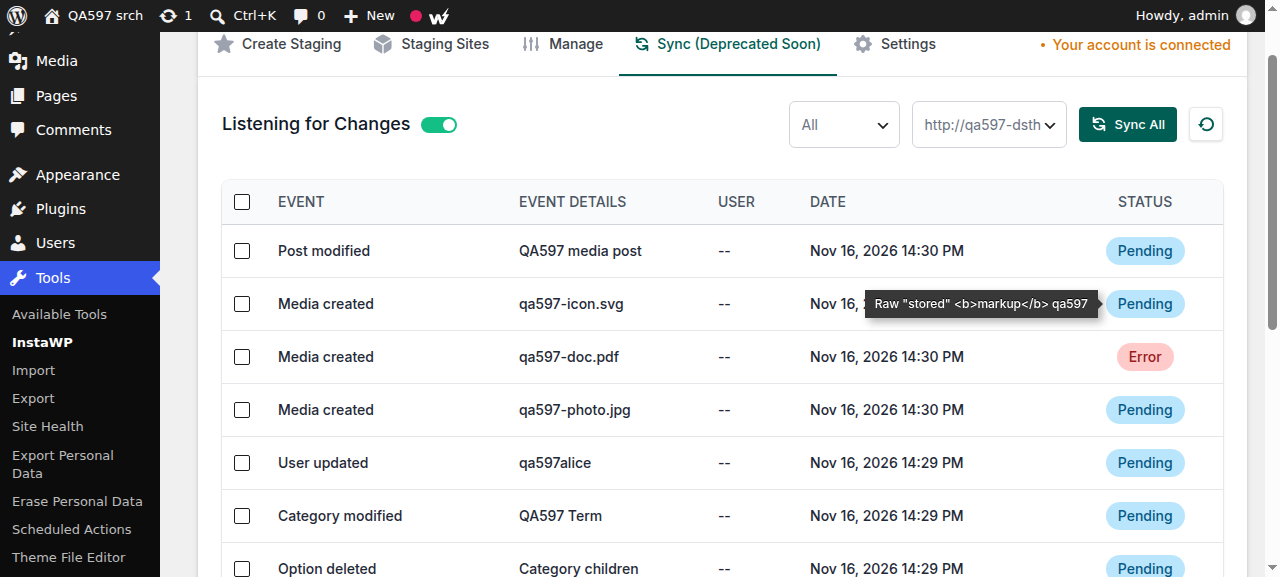 QA597 srch 1 Ctrl+K 0 New Howdy, admin
Media
Pages
Comments
Appearance
Plugins
Users
Tools
Available Tools
InstaWP
Import
Export
Site Health
Export Personal
Data
Erase Personal Data
Scheduled Actions
Theme File Editor
Create Staging Staging Sites Manage Sync (Deprecated Soon) Settings • Your account is connected
Listening for Changes All http://qa597-dsth Sync All
EVENT EVENT DETAILS USER DATE STATUS
Post modified QA597 media post -- Nov 16, 2026 14:30 PM Pending
Media created qa597-icon.svg -- Nov 16, Raw "stored" <b>markup</b> qa597 Pending
Media created qa597-doc.pdf -- Nov 16, 2026 14:30 PM Error
Media created qa597-photo.jpg -- Nov 16, 2026 14:30 PM Pending
User updated qa597alice -- Nov 16, 2026 14:29 PM Pending
Category modified QA597 Term -- Nov 16, 2026 14:29 PM Pending
Option deleted Category children -- Nov 16, 2026 14:29 PM Pending